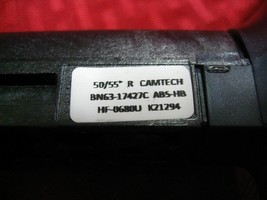 50/55" R CAMTECH
BN63-17427C ABS-HB
HF-0680U K21294